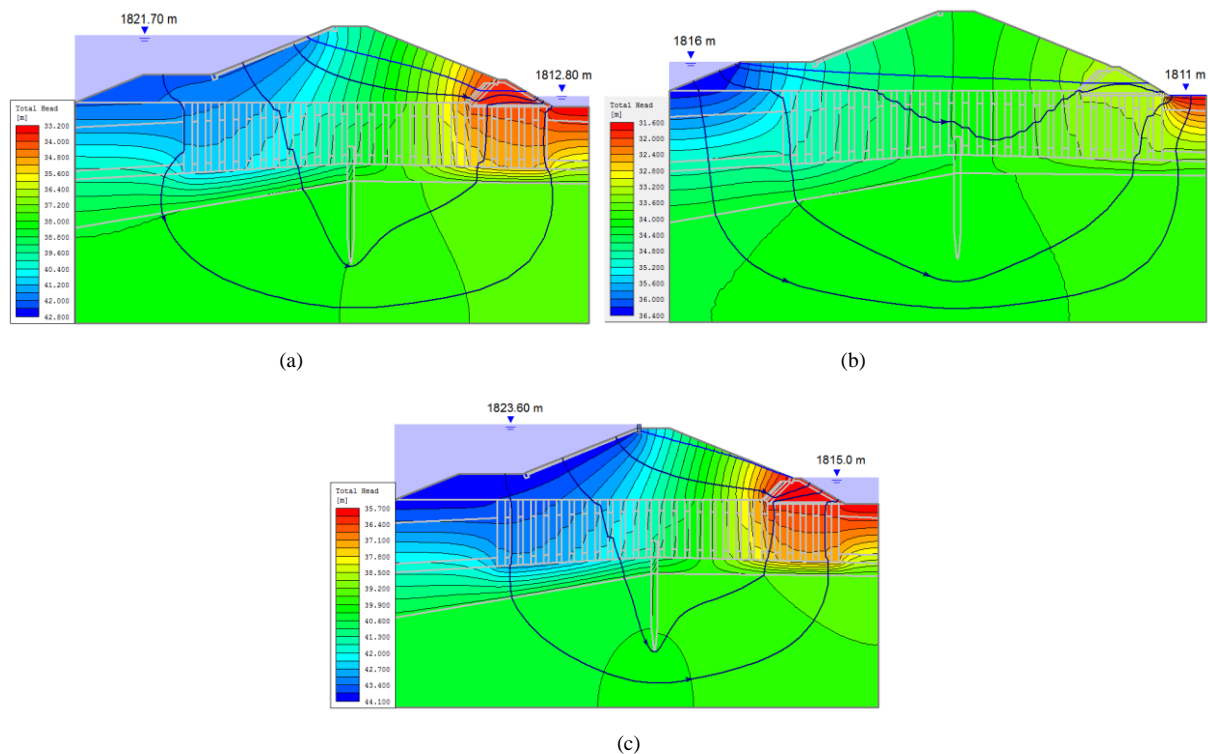 1821.70 m
1812.80 m
Total Head
[m]
33.200
34.000
34.800
35.600
36.400
37.200
38.000
38.800
39.600
40.400
41.200
42.000
42.800
(a)
1816 m
1811 m
Total Head
[m]
31.600
32.000
32.400
32.800
33.200
33.600
34.000
34.400
34.800
35.200
35.600
36.000
36.400
(b)
1823.60 m
1815.0 m
Total Head
[m]
35.700
36.400
37.100
37.800
38.500
39.200
39.900
40.600
41.300
42.000
42.700
43.400
44.100
(c)